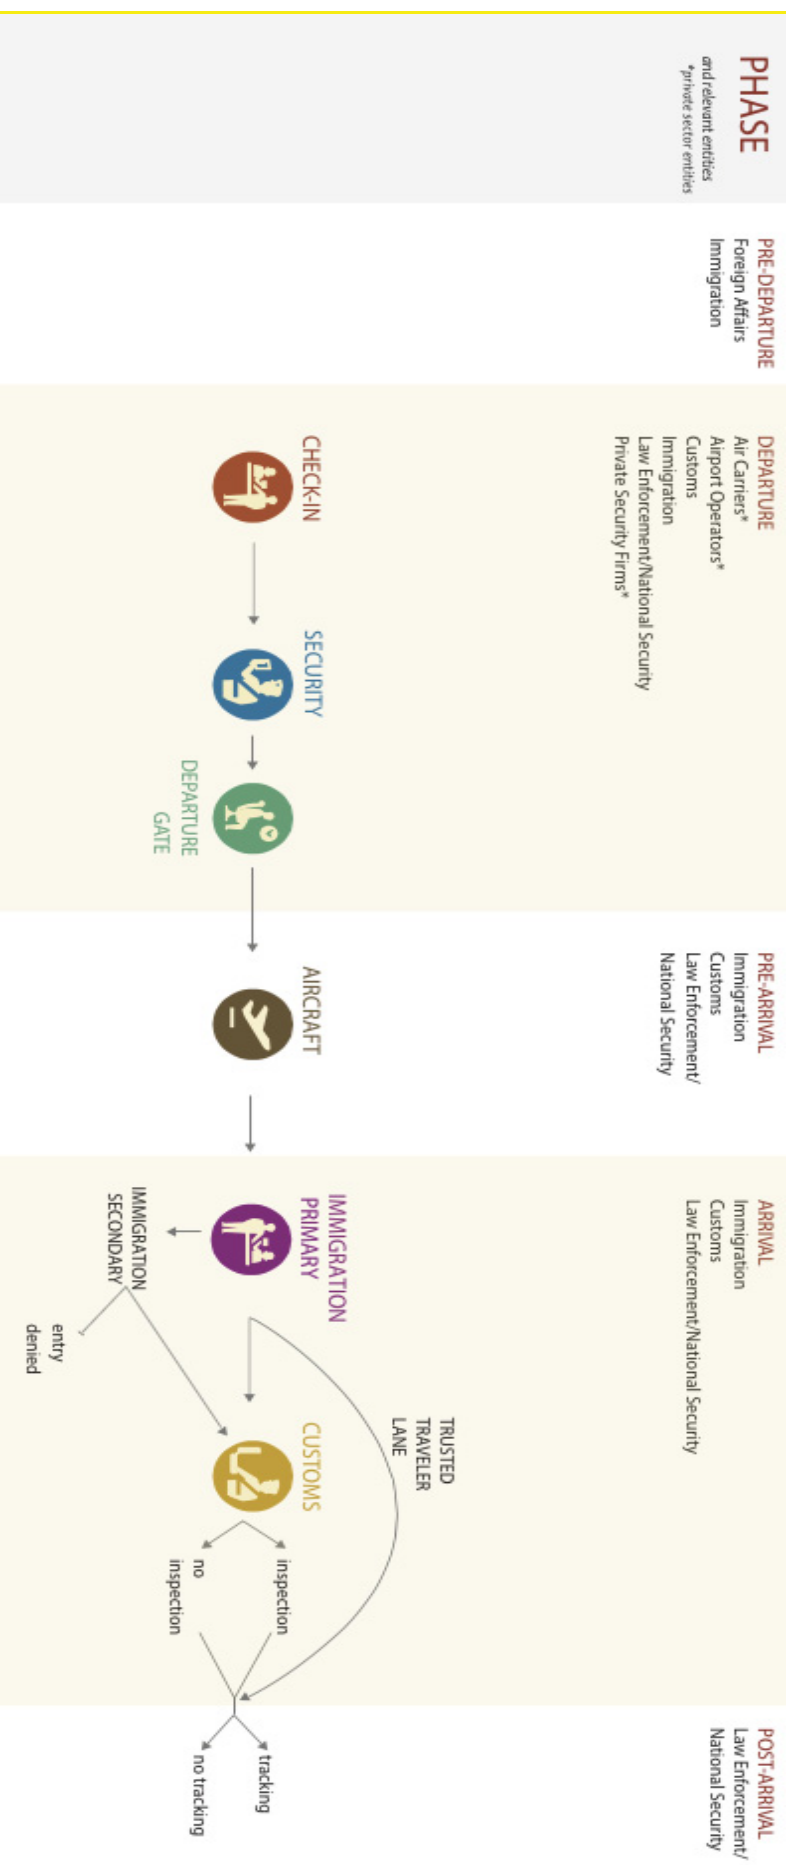 PHASE
and relevant entities
*private sector entities
PRE-DEPARTURE
Foreign Affairs
Immigration
DEPARTURE
Air Carriers*
Airport Operators*
Customs
Immigration
Law Enforcement/National Security
Private Security Firms*
PRE-ARRIVAL
Immigration
Customs
Law Enforcement/
National Security
ARRIVAL
Immigration
Customs
Law Enforcement/National Security
POST-ARRIVAL
Law Enforcement/
National Security
CHECK-IN
SECURITY
DEPARTURE
GATE
AIRCRAFT
IMMIGRATION
PRIMARY
IMMIGRATION
SECONDARY
entry
denied
TRUSTED
TRAVELER
LANE
CUSTOMS
inspection
no
inspection
tracking
no tracking